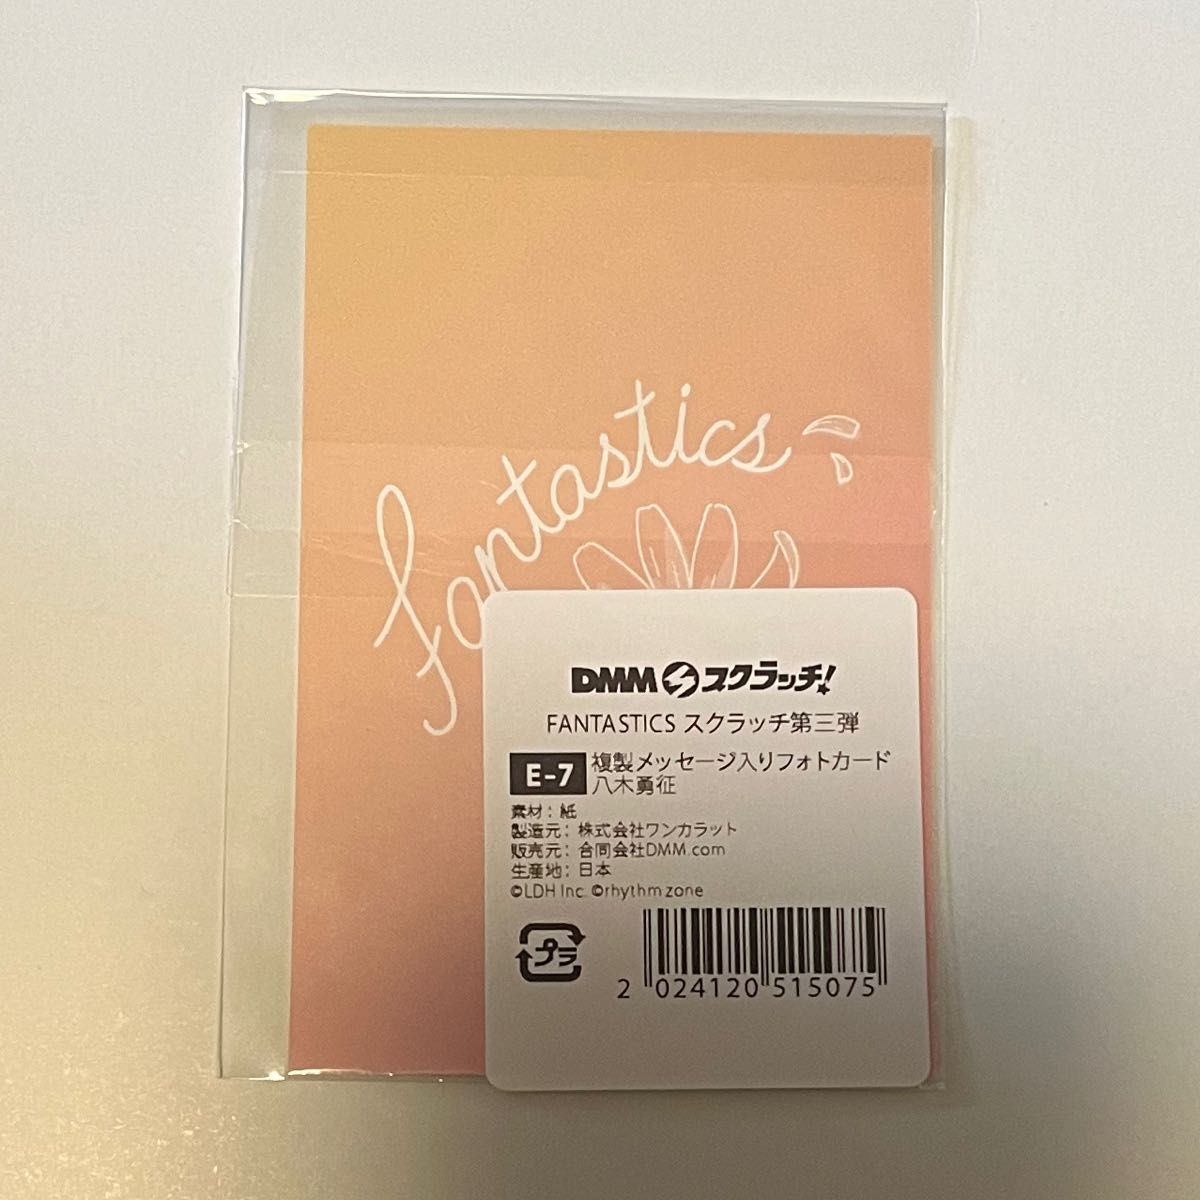 fantastics
DMM スクラッチ!
FANTASTICS スクラッチ第三弾
E-7 複製メッセージ入りフォトカード
八木勇征
素材：紙
製造元：株式会社ワンカラット
販売元：合同会社DMM.com
生産地：日本
©LDH Inc. ©rhythm zone
プラ
2 024120 515075